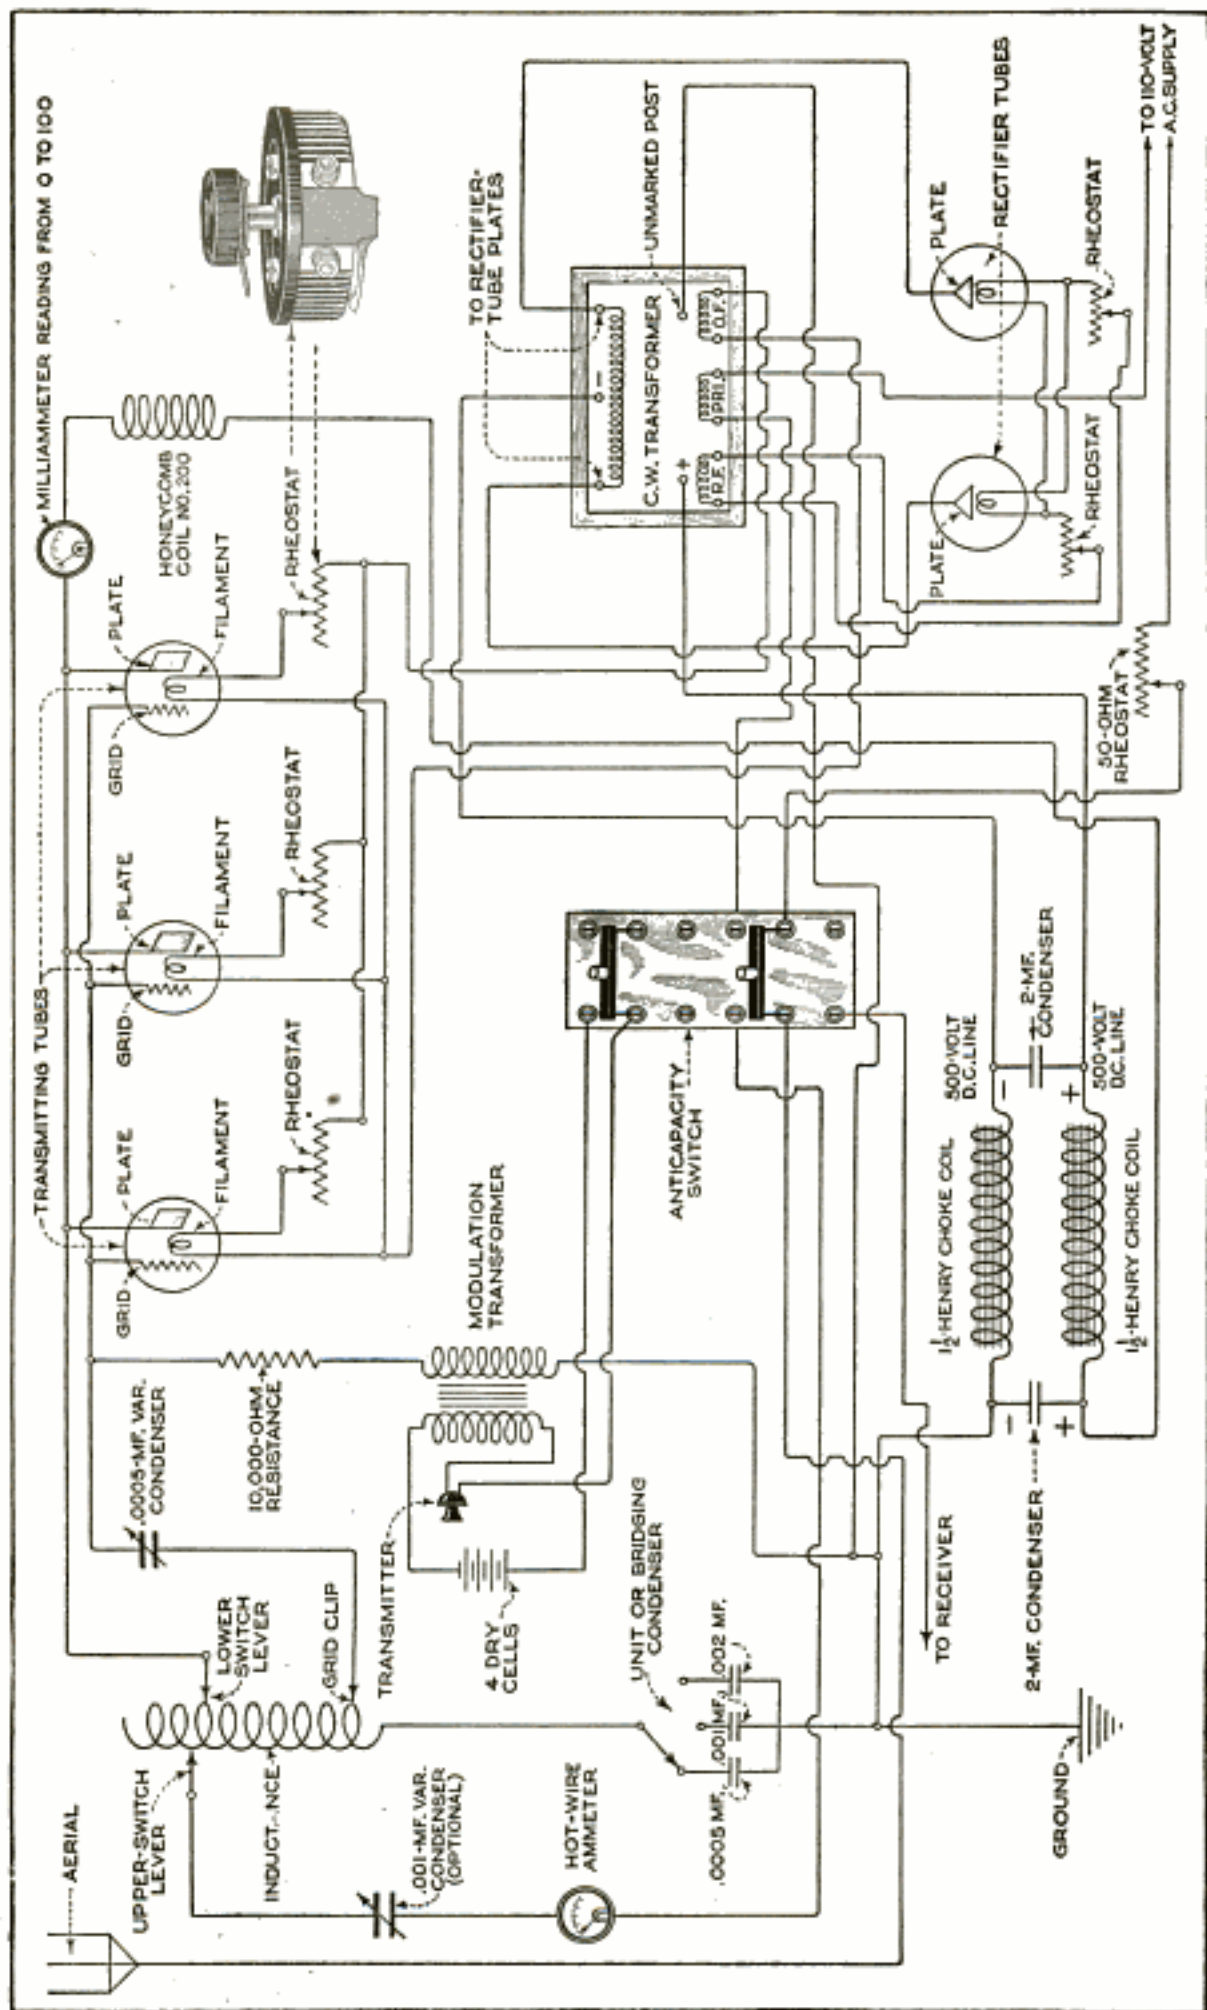 AERIAL
UPPER-SWITCH
LEVER
INDUCT.NCE
LOWER
SWITCH
LEVER
GRID CLIP
.001-MF. VAR.
CONDENSER
(OPTIONAL)
HOT-WIRE
AMMETER
.0005-MF. VAR.
CONDENSER
10,000-OHM
RESISTANCE
TRANSMITTER
4 DRY
CELLS
MODULATION
TRANSFORMER
UNIT OR BRIDGING
CONDENSER
.0005 MF.
.001 MF.
.002 MF.
GROUND
TO RECEIVER
2-MF. CONDENSER
TRANSMITTING TUBES
GRID
PLATE
FILAMENT
RHEOSTAT
GRID
PLATE
FILAMENT
RHEOSTAT
GRID
PLATE
FILAMENT
RHEOSTAT
MILLIAMMETER READING FROM 0 TO 100
HONEYCOMB
COIL NO. 200
ANTICAPACITY
SWITCH
1½-HENRY CHOKE COIL
1½-HENRY CHOKE COIL
500-VOLT
D.C. LINE
2-MF.
CONDENSER
500-VOLT
D.C. LINE
− +
− +
TO RECTIFIER-
TUBE PLATES
C.W. TRANSFORMER
+ −
R.F. PRI. O.F.
UNMARKED POST
50-OHM
RHEOSTAT
PLATE
RHEOSTAT
PLATE
RHEOSTAT
RECTIFIER TUBES
TO 110-VOLT
A.C. SUPPLY